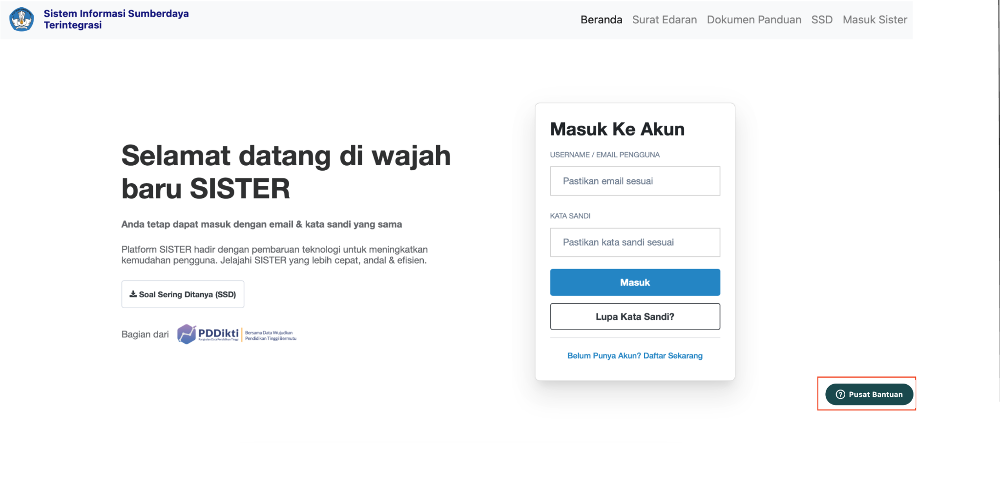 Sistem Informasi Sumberdaya
Terintegrasi
Beranda Surat Edaran Dokumen Panduan SSD Masuk Sister
Selamat datang di wajah
baru SISTER
Anda tetap dapat masuk dengan email & kata sandi yang sama
Platform SISTER hadir dengan pembaruan teknologi untuk meningkatkan
kemudahan pengguna. Jelajahi SISTER yang lebih cepat, andal & efisien.
Soal Sering Ditanya (SSD)
Bagian dari
PDDikti
Pangkalan Data Pendidikan Tinggi
Bersama Data Wujudkan
Pendidikan Tinggi Bermutu
Masuk Ke Akun
USERNAME / EMAIL PENGGUNA
Pastikan email sesuai
KATA SANDI
Pastikan kata sandi sesuai
Masuk
Lupa Kata Sandi?
Belum Punya Akun? Daftar Sekarang
Pusat Bantuan